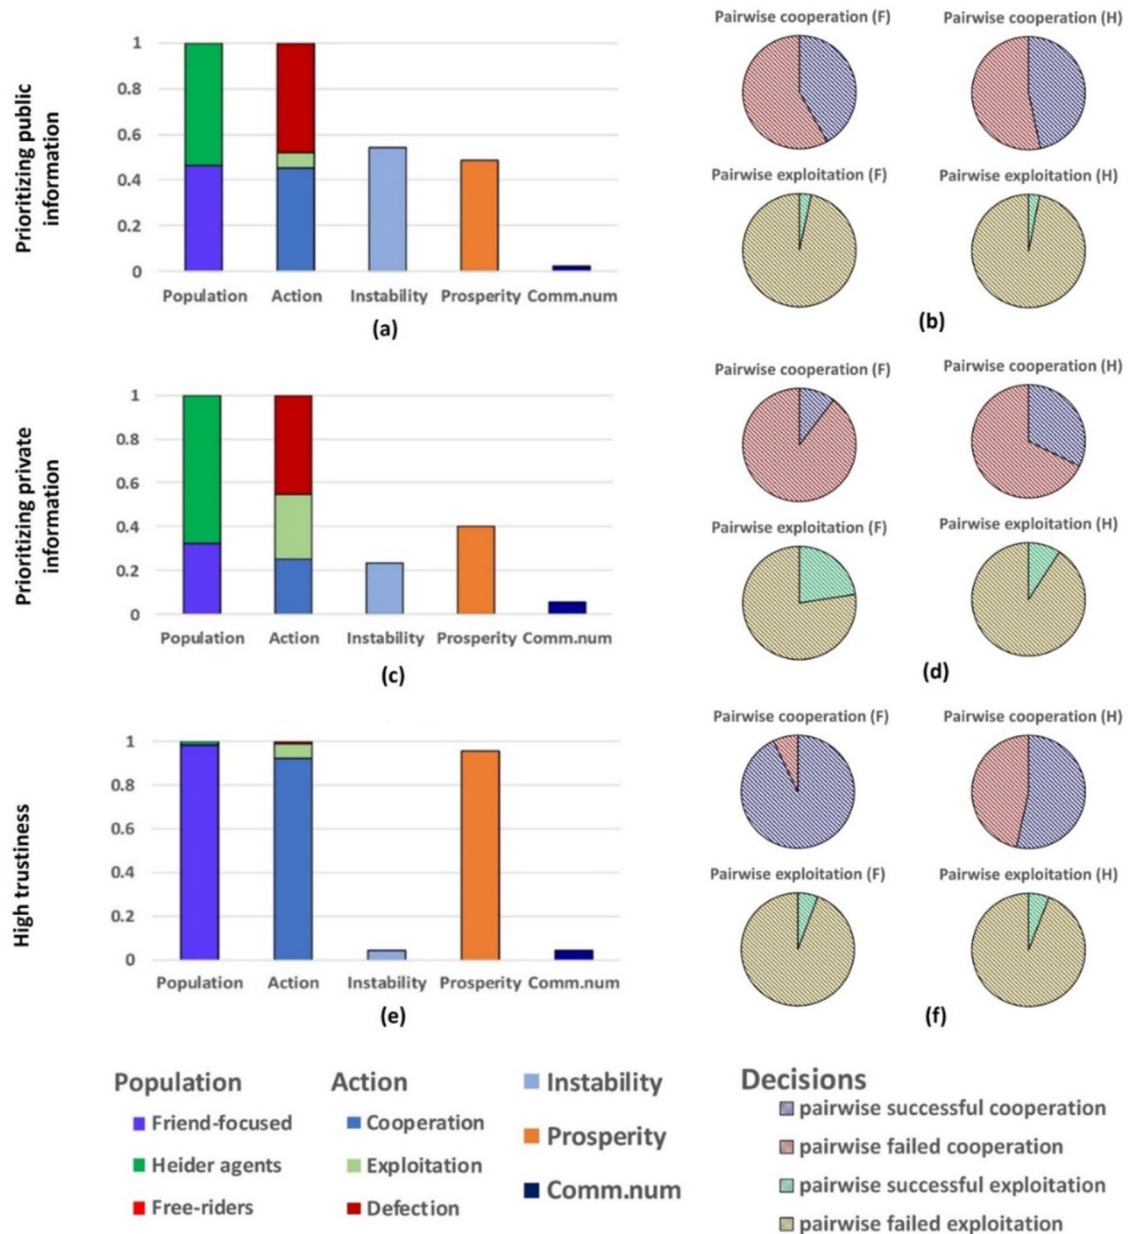 Prioritizing public
information
1
0.8
0.6
0.4
0.2
0
Population Action Instability Prosperity Comm.num
(a)
Pairwise cooperation (F)
Pairwise cooperation (H)
Pairwise exploitation (F)
Pairwise exploitation (H)
(b)
Prioritizing private
information
1
0.8
0.6
0.4
0.2
0
Population Action Instability Prosperity Comm.num
(c)
Pairwise cooperation (F)
Pairwise cooperation (H)
Pairwise exploitation (F)
Pairwise exploitation (H)
(d)
High trustiness
1
0.8
0.6
0.4
0.2
0
Population Action Instability Prosperity Comm.num
(e)
Pairwise cooperation (F)
Pairwise cooperation (H)
Pairwise exploitation (F)
Pairwise exploitation (H)
(f)
Population
Friend-focused
Heider agents
Free-riders
Action
Cooperation
Exploitation
Defection
Instability
Prosperity
Comm.num
Decisions
pairwise successful cooperation
pairwise failed cooperation
pairwise successful exploitation
pairwise failed exploitation